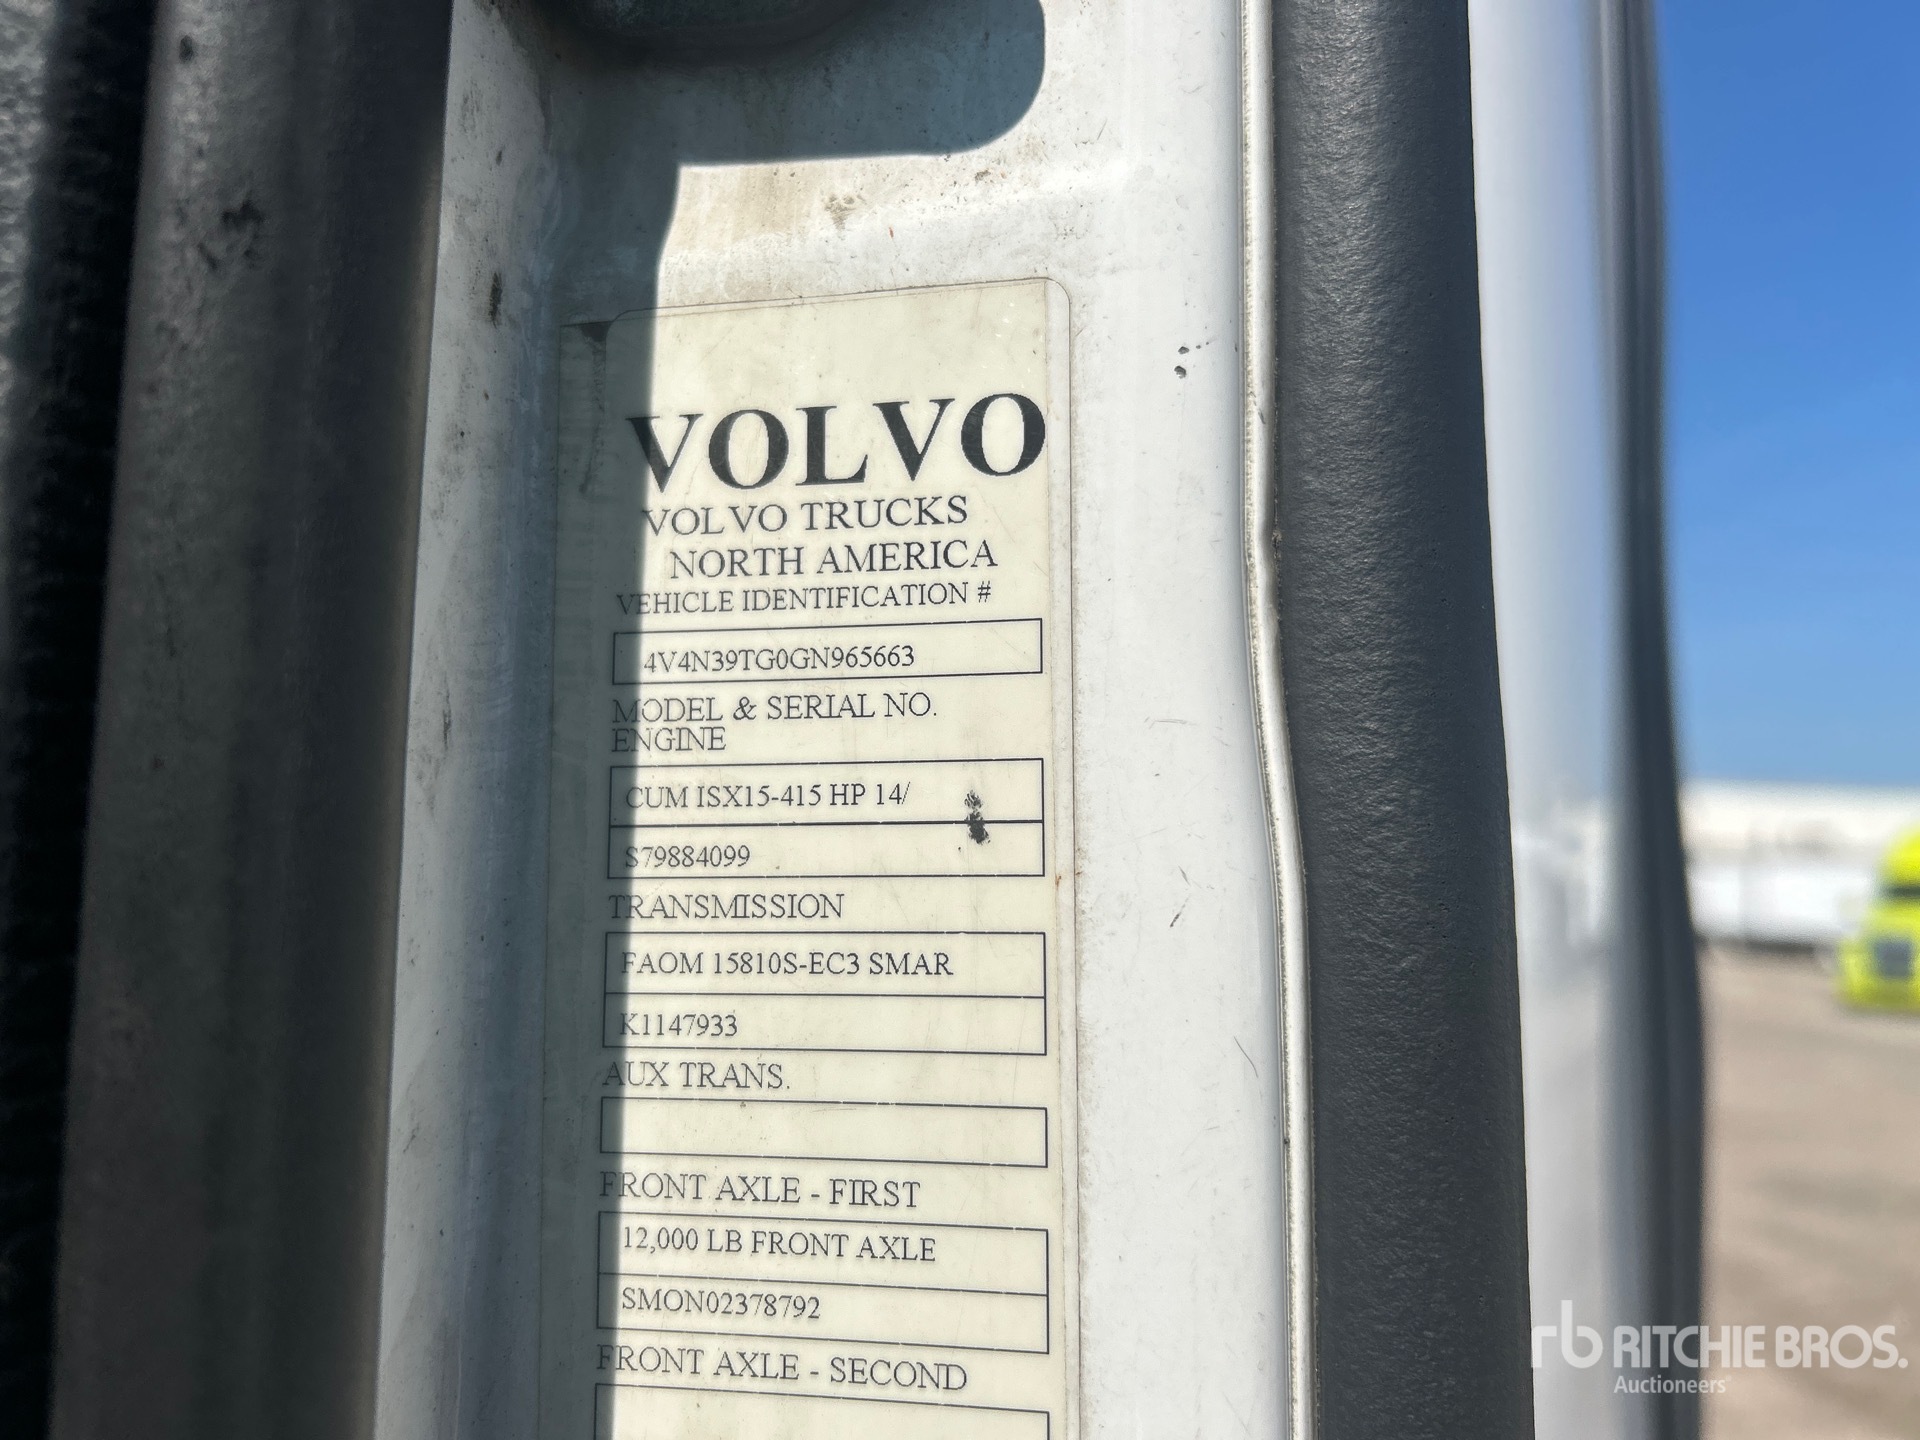 VOLVO
VOLVO TRUCKS
NORTH AMERICA
VEHICLE IDENTIFICATION #
4V4N39TG0GN965663
MODEL & SERIAL NO.
ENGINE
CUM ISX15-415 HP 14/
S79884099
TRANSMISSION
FAOM 15810S-EC3 SMAR
K1147933
AUX TRANS.
FRONT AXLE - FIRST
12,000 LB FRONT AXLE
SMON02378792
FRONT AXLE - SECOND
rb RITCHIE BROS.
Auctioneers